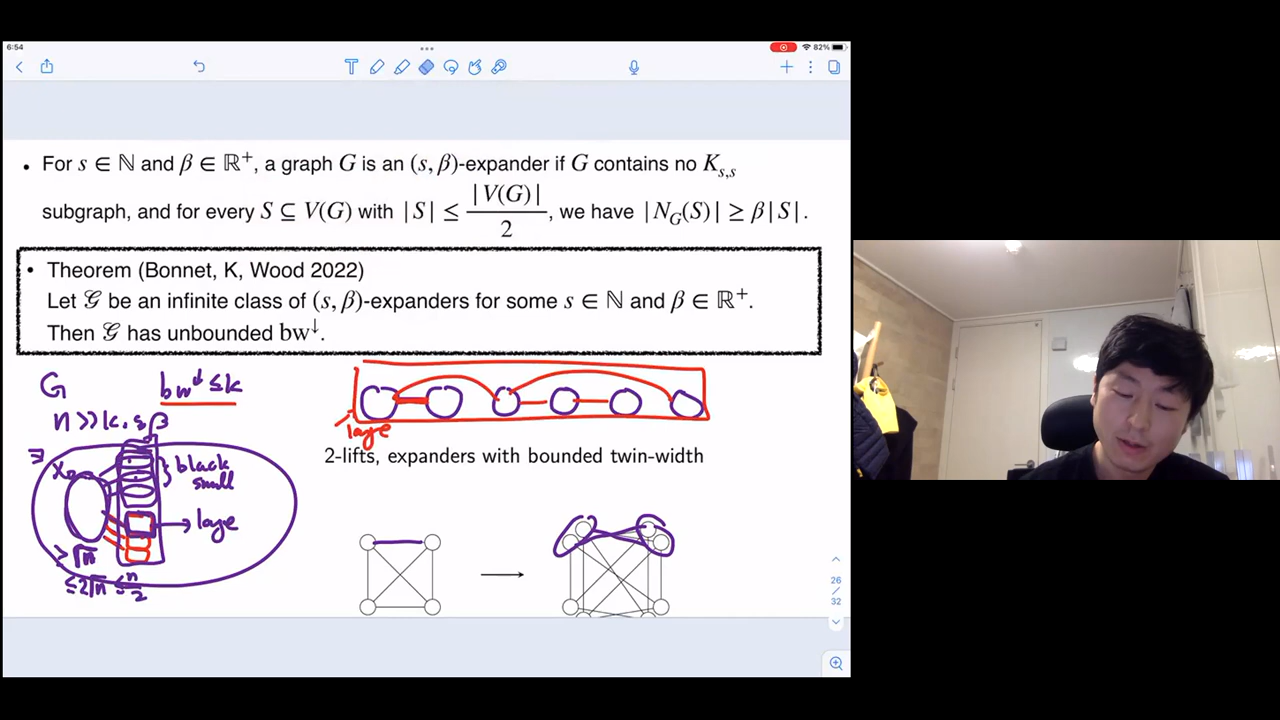 6:54
82%
• For s ∈ ℕ and β ∈ ℝ⁺, a graph G is an (s, β)-expander if G contains no K_{s,s}
subgraph, and for every S ⊆ V(G) with |S| ≤ |V(G)|/2, we have |N_G(S)| ≥ β|S|.
• Theorem (Bonnet, K, Wood 2022)
Let 𝒢 be an infinite class of (s, β)-expanders for some s ∈ ℕ and β ∈ ℝ⁺.
Then 𝒢 has unbounded bw↓.
G bw↓ ≤ k
n >> k, s, β
∃
X
black
small
large
large
> √n
≤ 2√n ≤ n/2
2-lifts, expanders with bounded twin-width
26
/
32